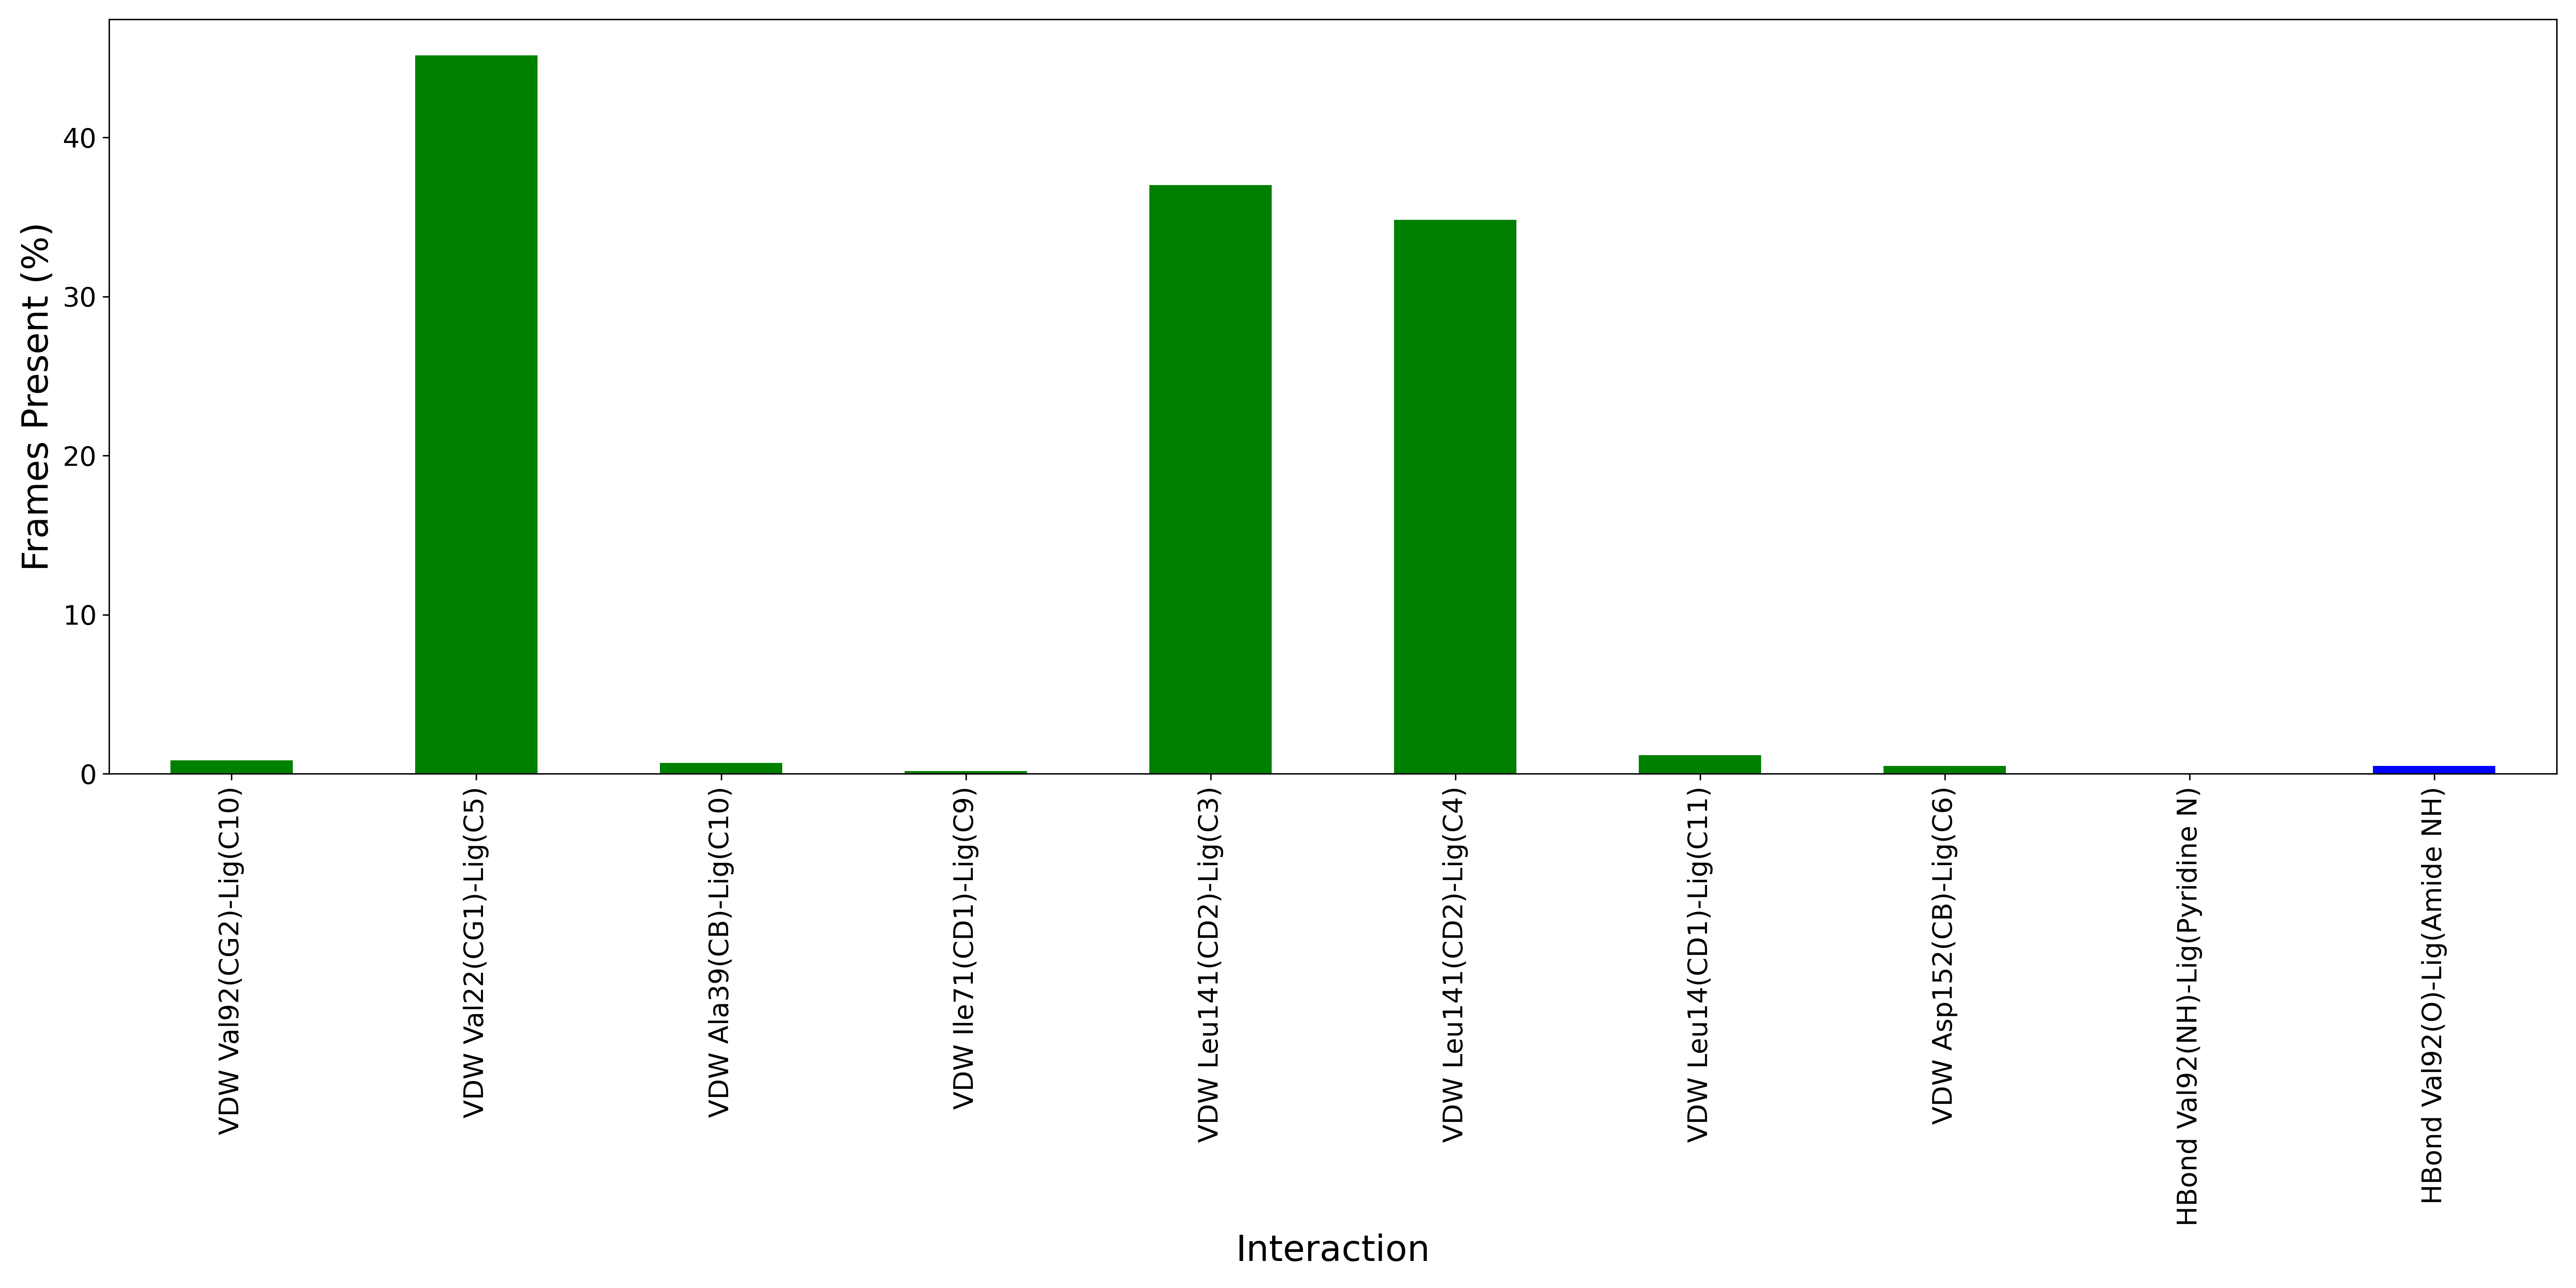 Frames Present (%)
40
30
20
10
0
VDW Val92(CG2)-Lig(C10)
VDW Val22(CG1)-Lig(C5)
VDW Ala39(CB)-Lig(C10)
VDW Ile71(CD1)-Lig(C9)
VDW Leu141(CD2)-Lig(C3)
VDW Leu141(CD2)-Lig(C4)
VDW Leu14(CD1)-Lig(C11)
VDW Asp152(CB)-Lig(C6)
HBond Val92(NH)-Lig(Pyridine N)
HBond Val92(O)-Lig(Amide NH)
Interaction